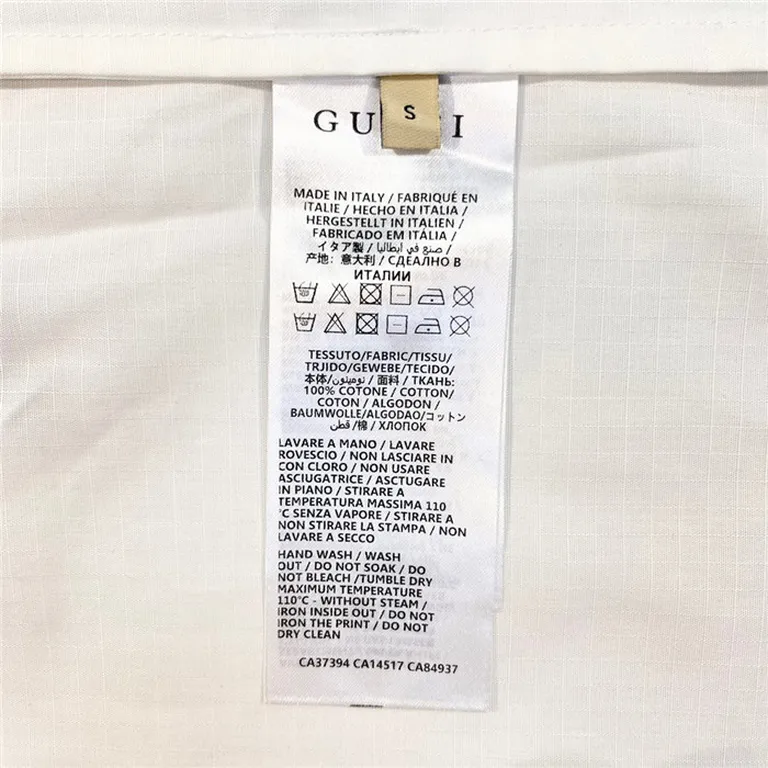 S
GU I
MADE IN ITALY / FABRIQUÉ EN
ITALIE / HECHO EN ITALIA /
HERGESTELLT IN ITALIEN /
FABRICADO EM ITÁLIA /
イタア製 / صنع في ايطاليا /
产地: 意大利 / СДЕАЛНО В
ИТАЛИИ
TESSUTO/FABRIC/TISSU/
TRJIDO/GEWEBE/TECIDO/
本体/نومينون / 面料 / ТКАНЬ:
100% COTONE / COTTON/
COTON / ALGODON /
BAUMWOLLE/ALGODAO/コットン
قطن /棉 / ХЛОПОК
LAVARE A MANO / LAVARE
ROVESCIO / NON LASCIARE IN
CON CLORO / NON USARE
ASCIUGATRICE / ASCTUGARE
IN PIANO / STIRARE A
TEMPERATURA MASSIMA 110
°C SENZA VAPORE / STIRARE A
NON STIRARE LA STAMPA / NON
LAVARE A SECCO
HAND WASH / WASH
OUT / DO NOT SOAK / DO
NOT BLEACH /TUMBLE DRY
MAXIMUM TEMPERATURE
110°C - WITHOUT STEAM /
IRON INSIDE OUT / DO NOT
IRON THE PRINT / DO NOT
DRY CLEAN
CA37394 CA14517 CA84937